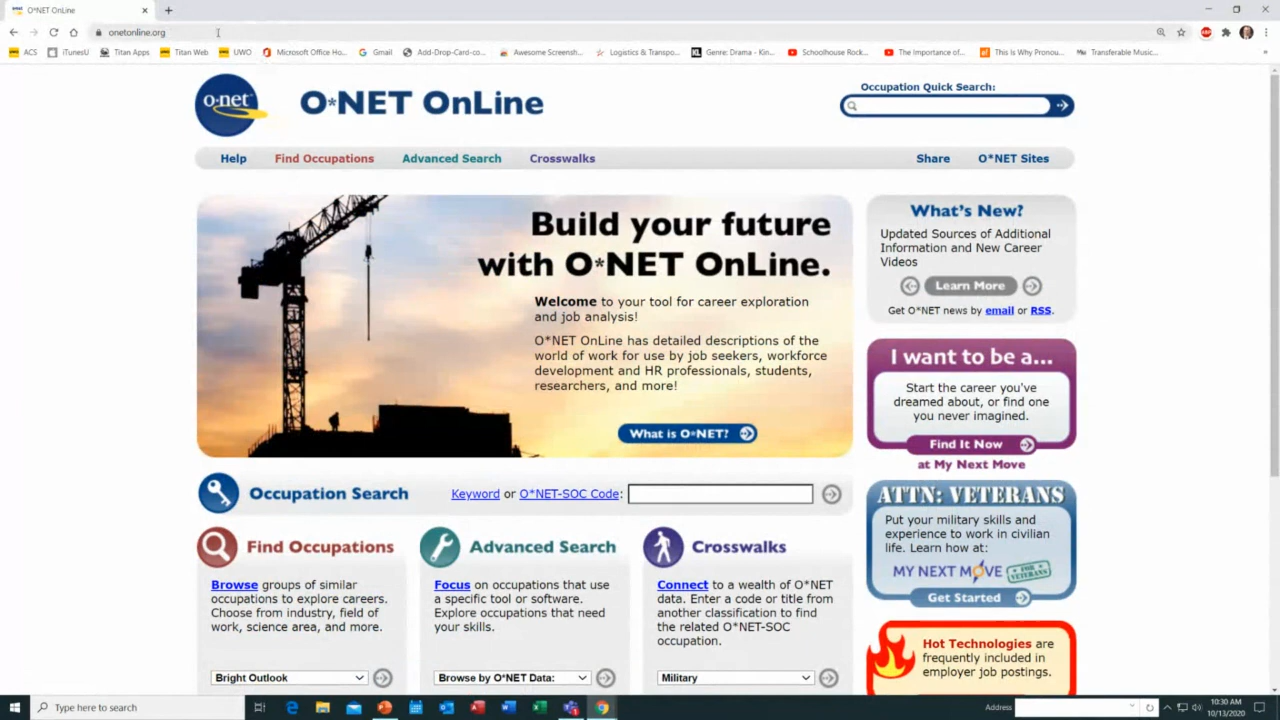 O*NET OnLine
onetonline.org
ACS iTunesU Titan Apps Titan Web UWO Microsoft Office Ho... Gmail Add-Drop-Card-co... Awesome Screensh... Logistics & Transpo... KL Genre: Drama - Kin... Schoolhouse Rock... The Importance of... This Is Why Pronou... Transferable Music... »
o·net O*NET OnLine
Occupation Quick Search:
Help Find Occupations Advanced Search Crosswalks Share O*NET Sites
Build your future
with O*NET OnLine.
Welcome to your tool for career exploration
and job analysis!
O*NET OnLine has detailed descriptions of the
world of work for use by job seekers, workforce
development and HR professionals, students,
researchers, and more!
What is O*NET?
What's New?
Updated Sources of Additional
Information and New Career
Videos
Learn More
Get O*NET news by email or RSS.
I want to be a...
Start the career you've
dreamed about, or find one
you never imagined.
Find It Now
at My Next Move
Occupation Search Keyword or O*NET-SOC Code:
ATTN: VETERANS
Put your military skills and
experience to work in civilian
life. Learn how at:
MY NEXT MOVE FOR VETERANS
Get Started
Find Occupations
Browse groups of similar
occupations to explore careers.
Choose from industry, field of
work, science area, and more.
Bright Outlook
Advanced Search
Focus on occupations that use
a specific tool or software.
Explore occupations that need
your skills.
Browse by O*NET Data:
Crosswalks
Connect to a wealth of O*NET
data. Enter a code or title from
another classification to find
the related O*NET-SOC
occupation.
Military
Hot Technologies are
frequently included in
employer job postings.
Type here to search
Address
10:30 AM
10/13/2020